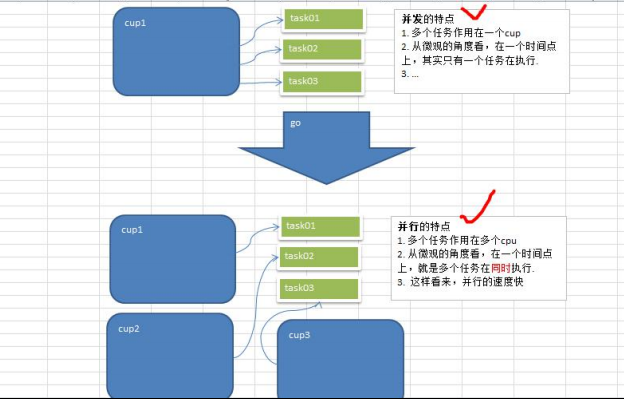 cup1
task01
task02
task03
并发的特点
1. 多个任务作用在一个cup
2. 从微观的角度看，在一个时间点
上，其实只有一个任务在执行.
3. ...
go
cup1
task01
task02
task03
并行的特点
1. 多个任务作用在多个cpu
2. 从微观的角度看，在一个时间点
上，就是多个任务在同时执行.
3. 这样看来，并行的速度快
cup2
cup3